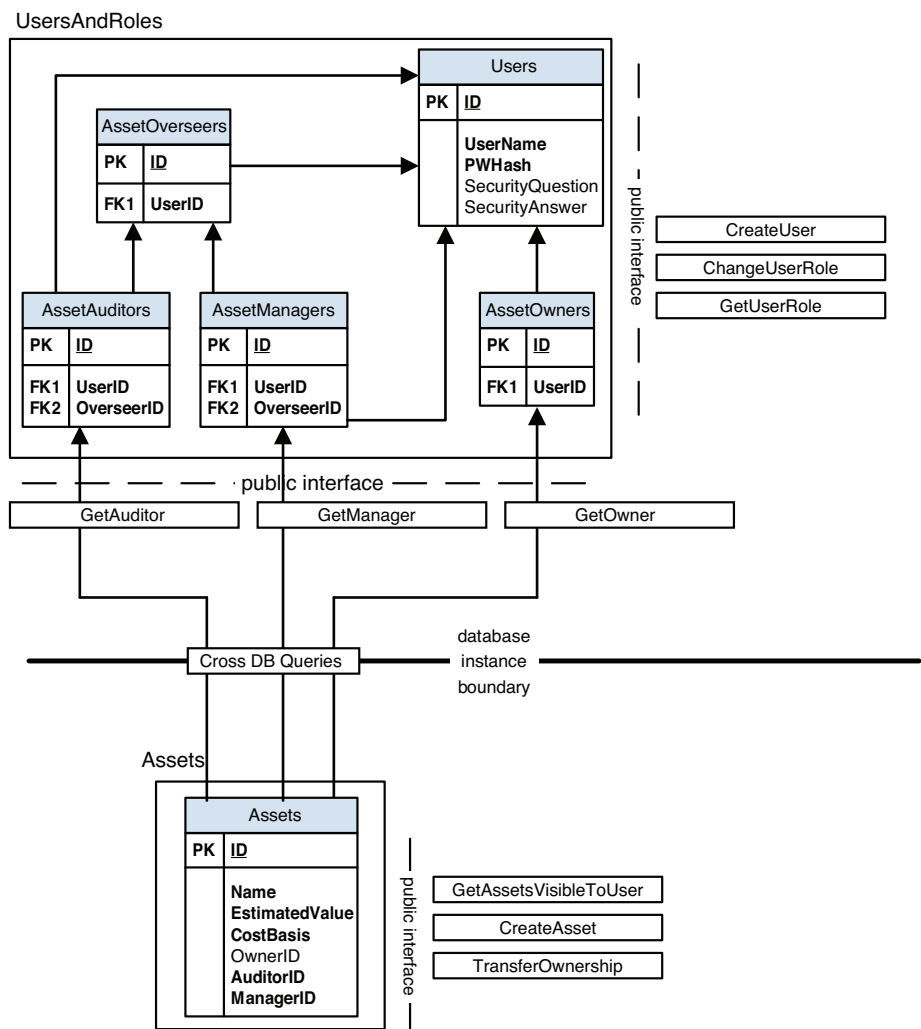 UsersAndRoles
Users
PK ID
UserName
PWHash
SecurityQuestion
SecurityAnswer
AssetOverseers
PK ID
FK1 UserID
AssetAuditors
PK ID
FK1 UserID
FK2 OverseerID
AssetManagers
PK ID
FK1 UserID
FK2 OverseerID
AssetOwners
PK ID
FK1 UserID
public interface
CreateUser
ChangeUserRole
GetUserRole
public interface
GetAuditor
GetManager
GetOwner
Cross DB Queries
database
instance
boundary
Assets
Assets
PK ID
Name
EstimatedValue
CostBasis
OwnerID
AuditorID
ManagerID
public interface
GetAssetsVisibleToUser
CreateAsset
TransferOwnership